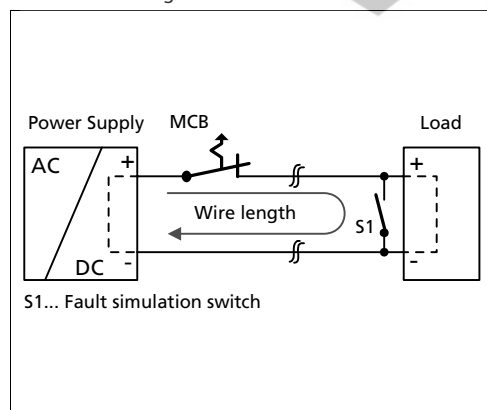 Power Supply
MCB
Load
AC
+
+
Wire length
S1
DC
-
-
S1... Fault simulation switch